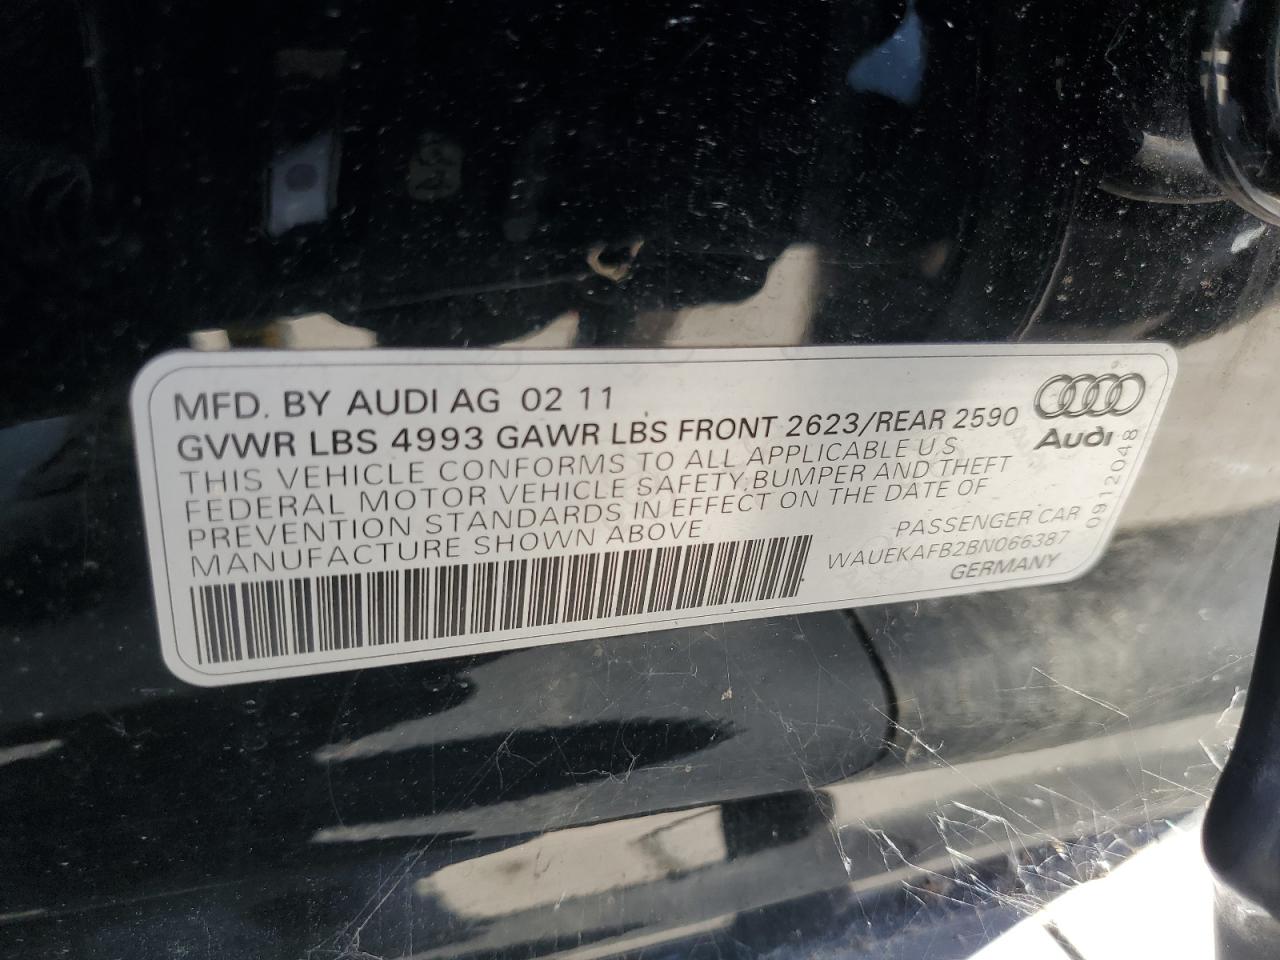 MFD. BY AUDI AG 02 11
GVWR LBS 4993 GAWR LBS FRONT 2623/REAR 2590
THIS VEHICLE CONFORMS TO ALL APPLICABLE U.S
FEDERAL MOTOR VEHICLE SAFETY,BUMPER AND THEFT
PREVENTION STANDARDS IN EFFECT ON THE DATE OF
MANUFACTURE SHOWN ABOVE
PASSENGER CAR
WAUEKAFB2BN066387
GERMANY
Audi
0912048